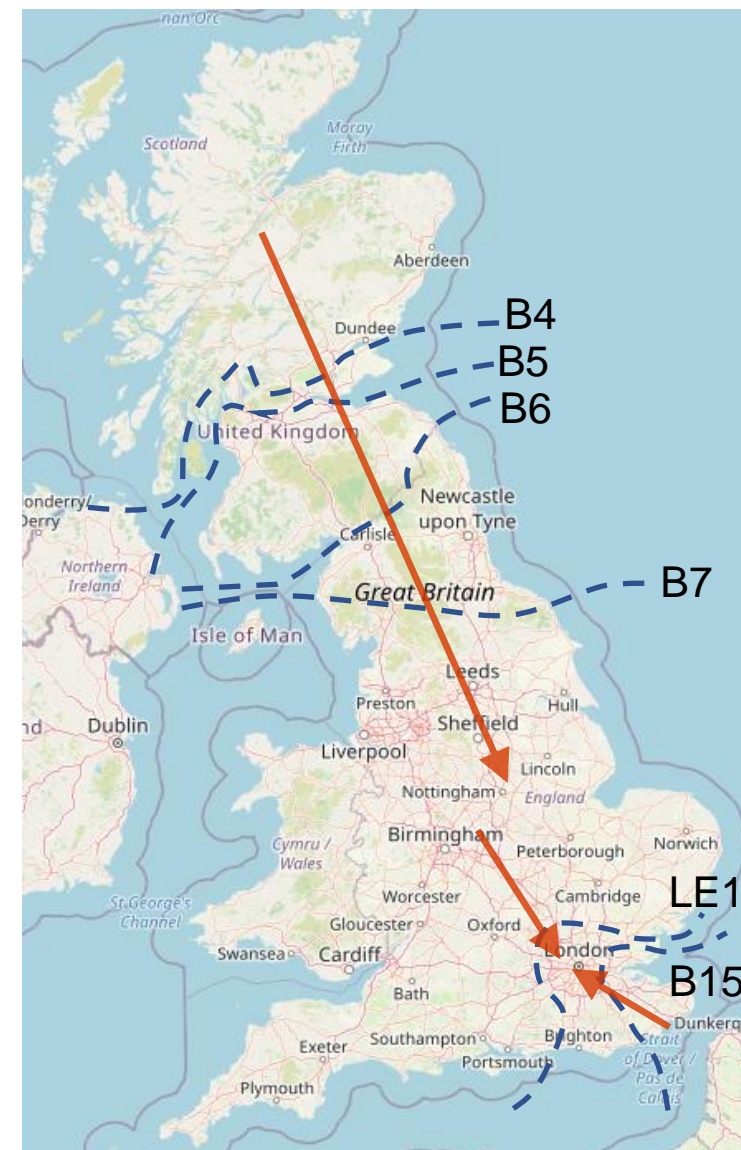 Scotland
Moray
Firth
Aberdeen
Dundee
B4
B5
B6
United Kingdom
onderry/
Derry
Newcastle
upon Tyne
Carlisle
Northern
Ireland
Great Britain
B7
Isle of Man
Leeds
Preston
Hull
nd
Dublin
Sheffield
Liverpool
Lincoln
Nottingham
England
Birmingham
Norwich
Cymru /
Wales
Peterborough
Worcester
Cambridge
LE1
St George's
Channel
Gloucester
Oxford
Swansea
Cardiff
London
B15
Bath
Dunkerq
Southampton
Brighton
Strait
of Dover /
Pas de
Calais
Exeter
Portsmouth
Plymouth